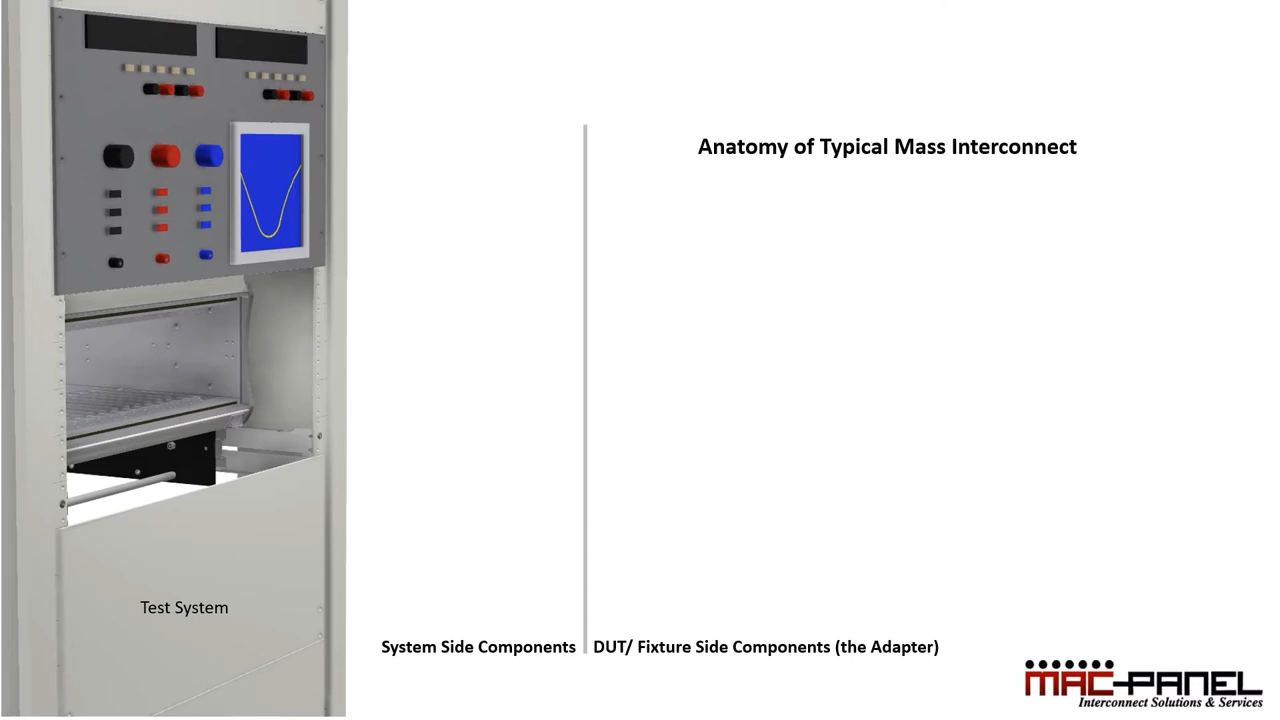 Anatomy of Typical Mass Interconnect
Test System
System Side Components
DUT/ Fixture Side Components (the Adapter)
MAC-PANEL
Interconnect Solutions & Services